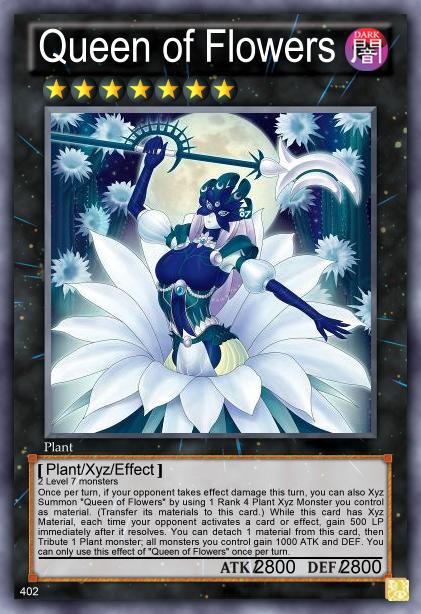 Queen of Flowers
DARK
闇
87
Plant
[ Plant/Xyz/Effect ]
2 Level 7 monsters
Once per turn, if your opponent takes effect damage this turn, you can also Xyz
Summon "Queen of Flowers" by using 1 Rank 4 Plant Xyz Monster you control
as material. (Transfer its materials to this card.) While this card has Xyz
Material, each time your opponent activates a card or effect, gain 500 LP
immediately after it resolves. You can detach 1 material from this card, then
Tribute 1 Plant monster; all monsters you control gain 1000 ATK and DEF. You
can only use this effect of "Queen of Flowers" once per turn.
ATK/2800 DEF/2800
402